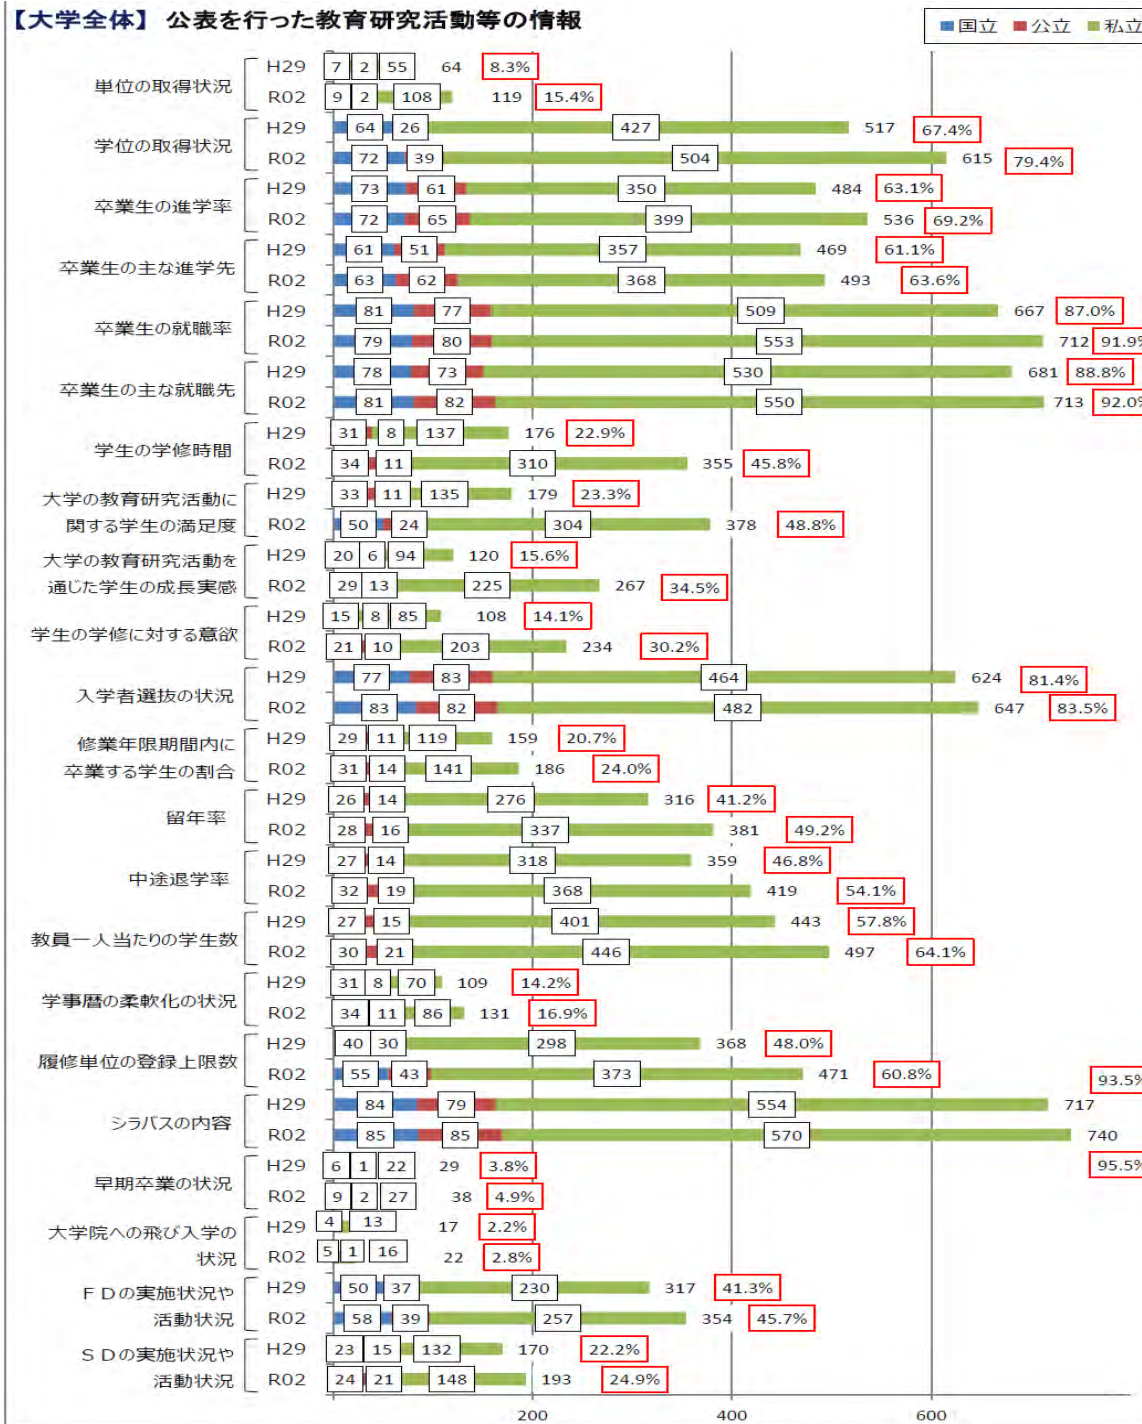 【大学全体】 公表を行った教育研究活動等の情報
国立 公立 私立
単位の取得状況
H29 7 2 55 64 8.3%
R02 9 2 108 119 15.4%
学位の取得状況
H29 64 26 427 517 67.4%
R02 72 39 504 615 79.4%
卒業生の進学率
H29 73 61 350 484 63.1%
R02 72 65 399 536 69.2%
卒業生の主な進学先
H29 61 51 357 469 61.1%
R02 63 62 368 493 63.6%
卒業生の就職率
H29 81 77 509 667 87.0%
R02 79 80 553 712 91.9%
卒業生の主な就職先
H29 78 73 530 681 88.8%
R02 81 82 550 713 92.0%
学生の学修時間
H29 31 8 137 176 22.9%
R02 34 11 310 355 45.8%
大学の教育研究活動に
関する学生の満足度
H29 33 11 135 179 23.3%
R02 50 24 304 378 48.8%
大学の教育研究活動を
通じた学生の成長実感
H29 20 6 94 120 15.6%
R02 29 13 225 267 34.5%
学生の学修に対する意欲
H29 15 8 85 108 14.1%
R02 21 10 203 234 30.2%
入学者選抜の状況
H29 77 83 464 624 81.4%
R02 83 82 482 647 83.5%
修業年限期間内に
卒業する学生の割合
H29 29 11 119 159 20.7%
R02 31 14 141 186 24.0%
留年率
H29 26 14 276 316 41.2%
R02 28 16 337 381 49.2%
中途退学率
H29 27 14 318 359 46.8%
R02 32 19 368 419 54.1%
教員一人当たりの学生数
H29 27 15 401 443 57.8%
R02 30 21 446 497 64.1%
学事暦の柔軟化の状況
H29 31 8 70 109 14.2%
R02 34 11 86 131 16.9%
履修単位の登録上限数
H29 40 30 298 368 48.0%
R02 55 43 373 471 60.8%
シラバスの内容
H29 84 79 554 717 93.5%
R02 85 85 570 740 95.5%
早期卒業の状況
H29 6 1 22 29 3.8%
R02 9 2 27 38 4.9%
大学院への飛び入学の
状況
H29 4 13 17 2.2%
R02 5 1 16 22 2.8%
ＦＤの実施状況や
活動状況
H29 50 37 230 317 41.3%
R02 58 39 257 354 45.7%
ＳＤの実施状況や
活動状況
H29 23 15 132 170 22.2%
R02 24 21 148 193 24.9%
200 400 600